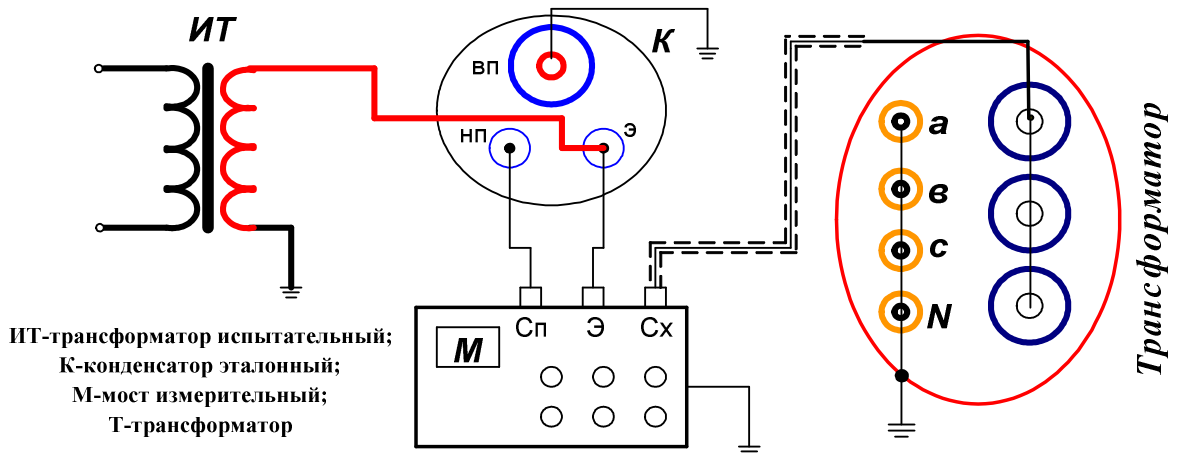 ИТ
К
вп
нп
э
Сп Э Сх
М
а
в
с
N
Трансформатор
ИТ-трансформатор испытательный;
К-конденсатор эталонный;
М-мост измерительный;
Т-трансформатор